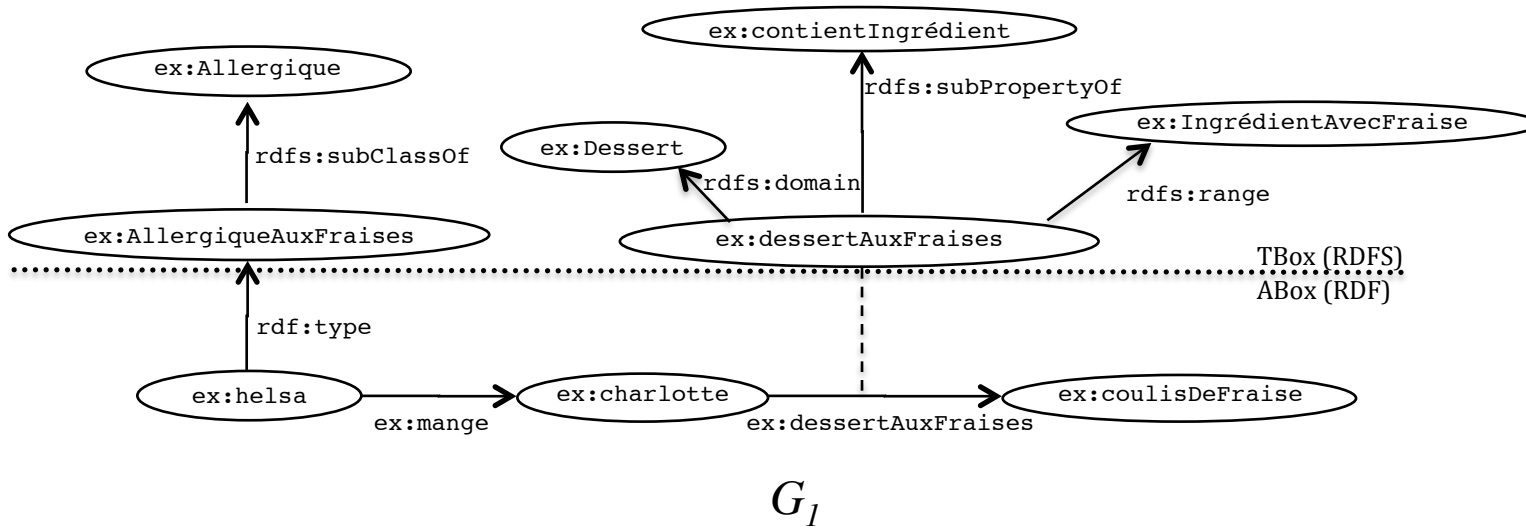 ex:contientIngrédient
ex:Allergique
rdfs:subPropertyOf
ex:IngrédientAvecFraise
ex:Dessert
rdfs:subClassOf
rdfs:domain
rdfs:range
ex:AllergiqueAuxFraises
ex:dessertAuxFraises
TBox (RDFS)
ABox (RDF)
rdf:type
ex:helsa
ex:charlotte
ex:coulisDeFraise
ex:mange
ex:dessertAuxFraises
G1